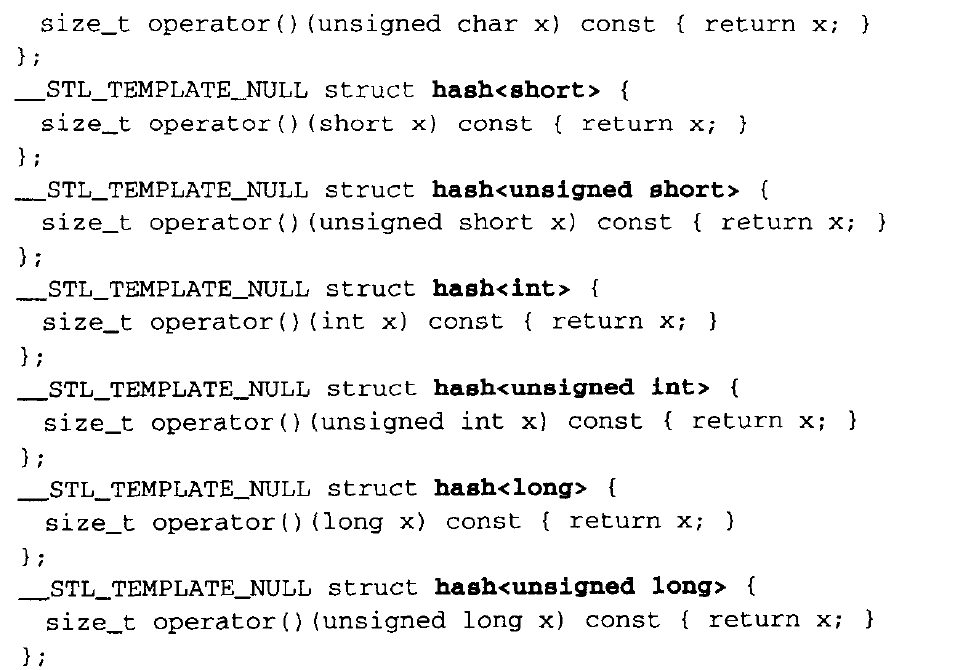 size_t operator()(unsigned char x) const { return x; }
};
__STL_TEMPLATE_NULL struct hash<short> {
size_t operator()(short x) const { return x; }
};
__STL_TEMPLATE_NULL struct hash<unsigned short> {
size_t operator()(unsigned short x) const { return x; }
};
__STL_TEMPLATE_NULL struct hash<int> {
size_t operator()(int x) const { return x; }
};
__STL_TEMPLATE_NULL struct hash<unsigned int> {
size_t operator()(unsigned int x) const { return x; }
};
__STL_TEMPLATE_NULL struct hash<long> {
size_t operator()(long x) const { return x; }
};
__STL_TEMPLATE_NULL struct hash<unsigned long> {
size_t operator()(unsigned long x) const { return x; }
};